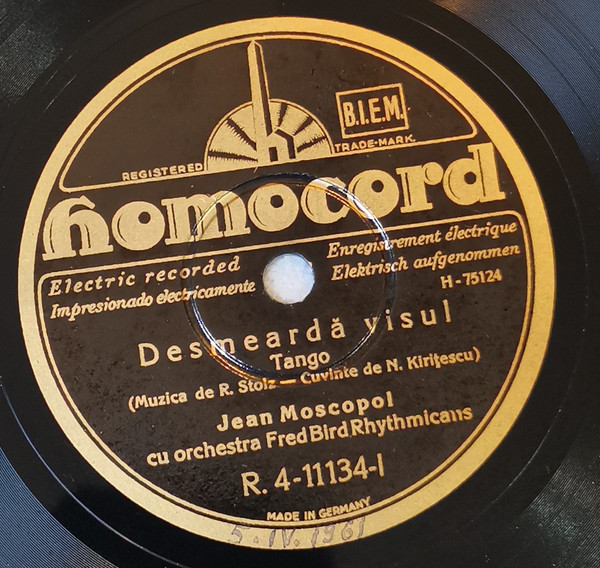 B.I.E.M.
REGISTERED TRADE-MARK.
homocord
Electric recorded
Impresionado electricamente
Enregistrement électrique
Elektrisch aufgenommen
H-75124
Desmeardă visul
Tango
(Muzica de R. Stolz — Cuvinte de N. Kirițescu)
Jean Moscopol
cu orchestra Fred Bird Rhythmicans
R. 4-11134-I
MADE IN GERMANY
5. IV. 1961